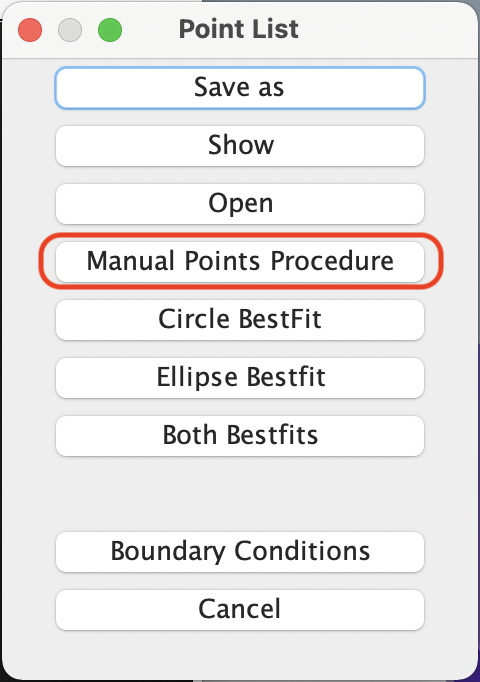 Point List
Save as
Show
Open
Manual Points Procedure
Circle BestFit
Ellipse Bestfit
Both Bestfits
Boundary Conditions
Cancel